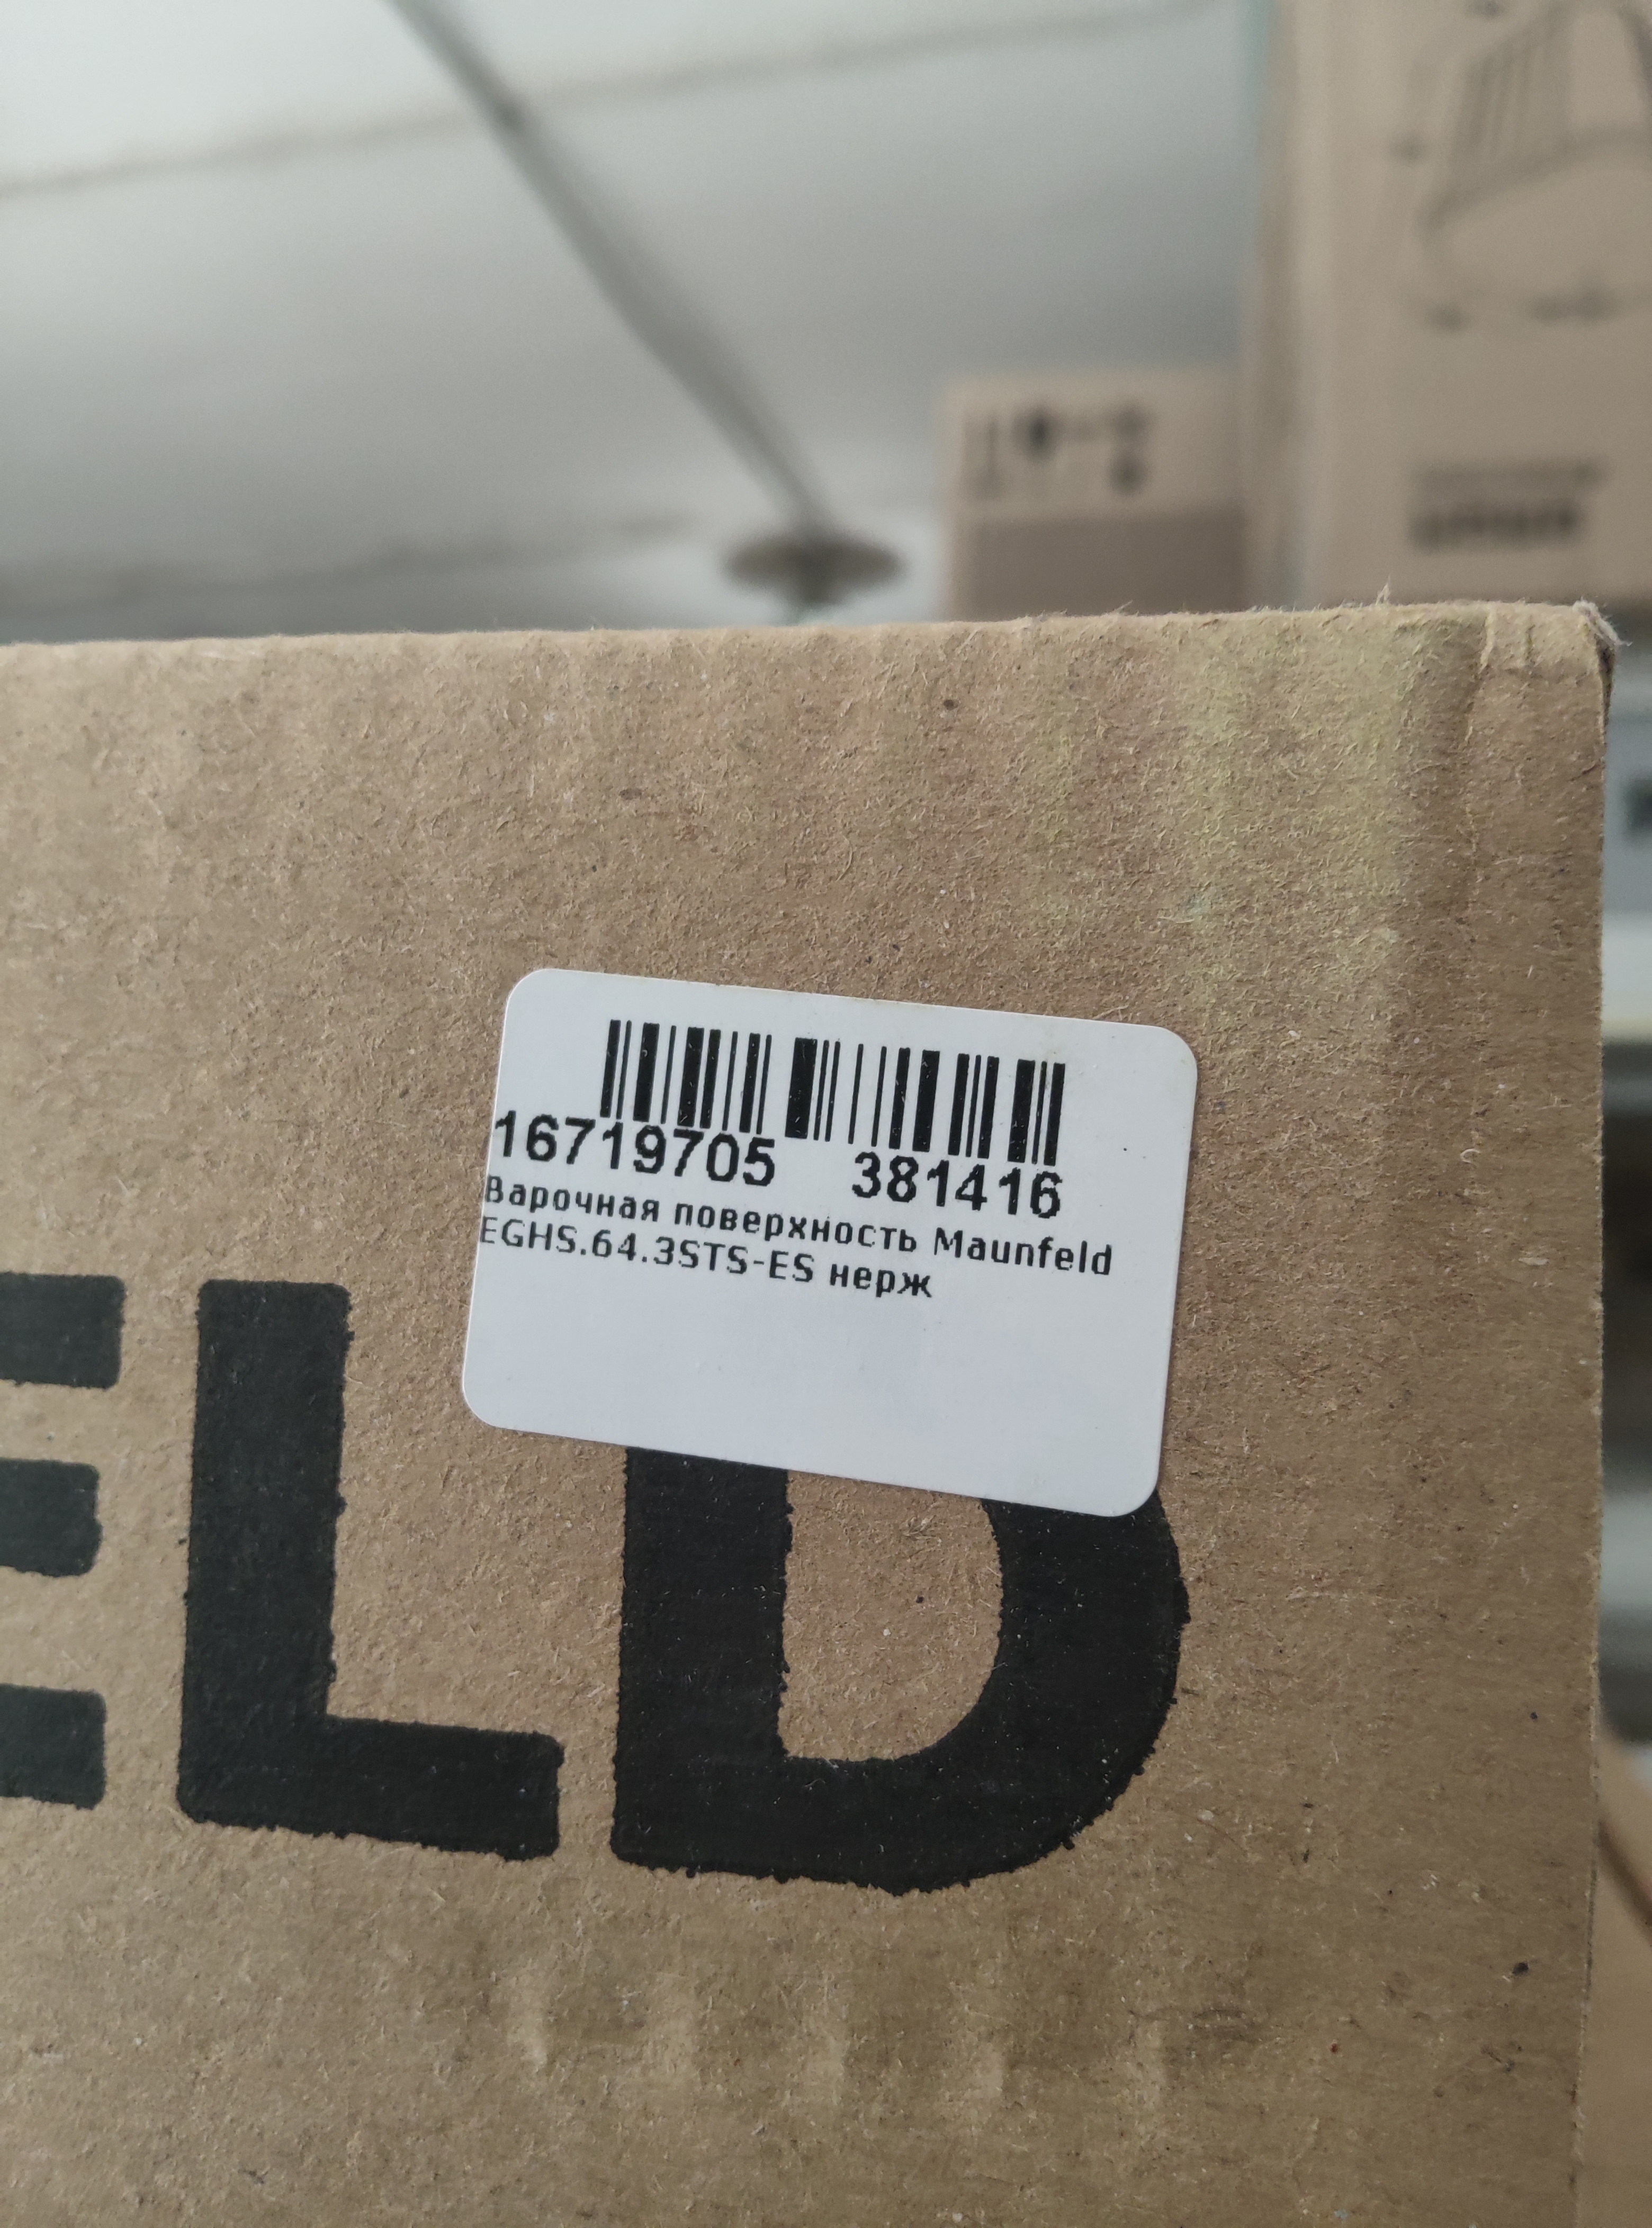 16719705 381416
Варочная поверхность Maunfeld
EGHS.64.3STS-ES нерж
ELD